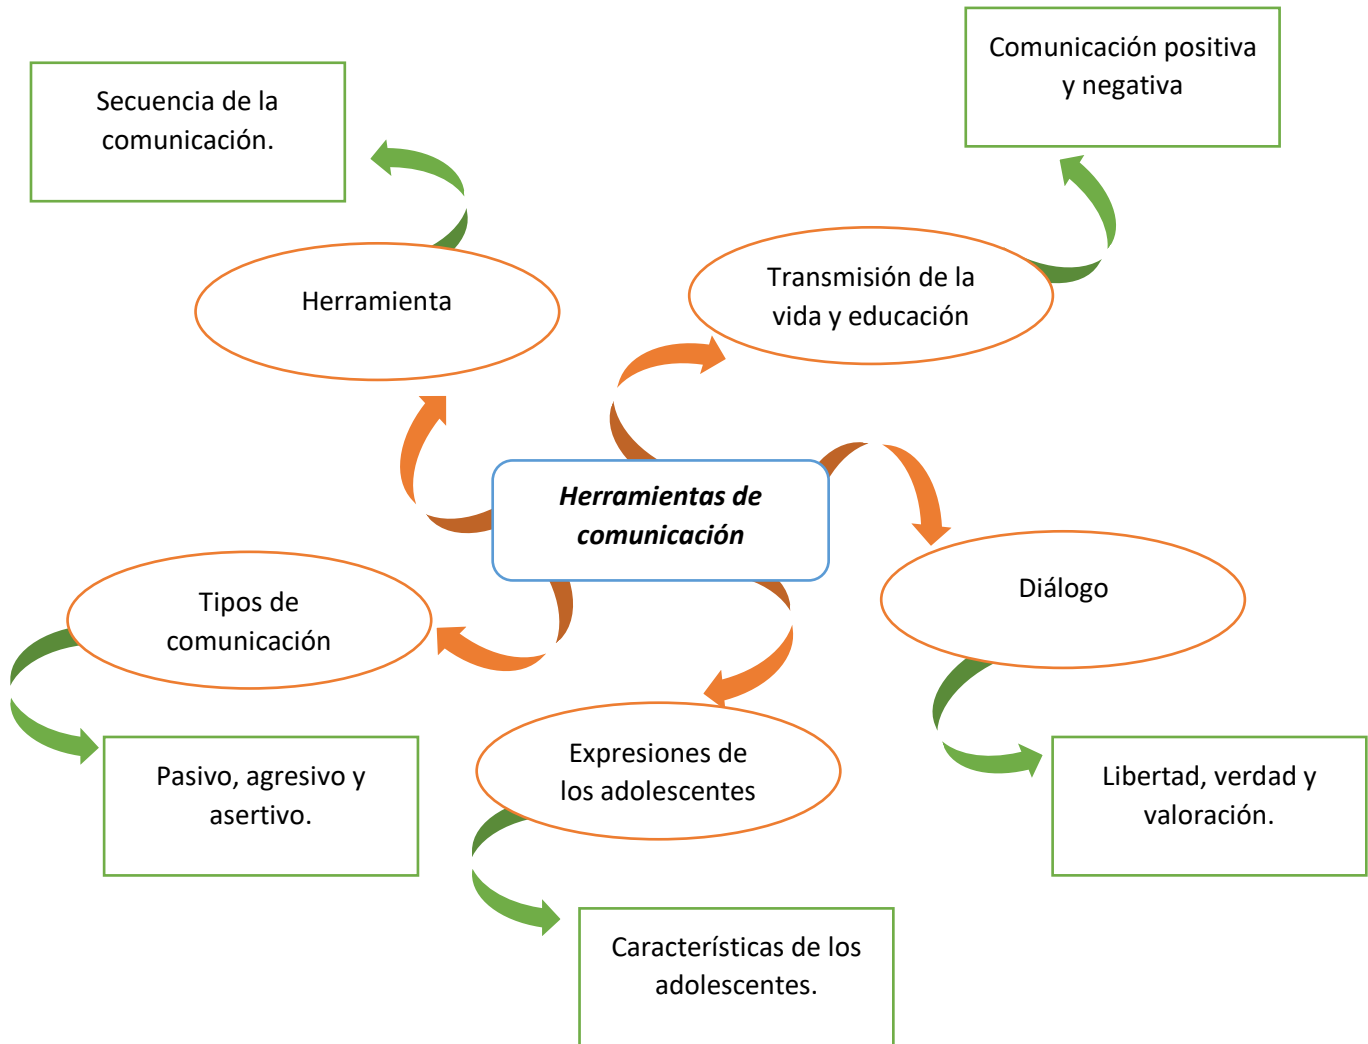 Comunicación positiva
y negativa
Secuencia de la
comunicación.
Transmisión de la
vida y educación
Herramienta
Herramientas de
comunicación
Diálogo
Tipos de
comunicación
Expresiones de
los adolescentes
Pasivo, agresivo y
asertivo.
Libertad, verdad y
valoración.
Características de los
adolescentes.